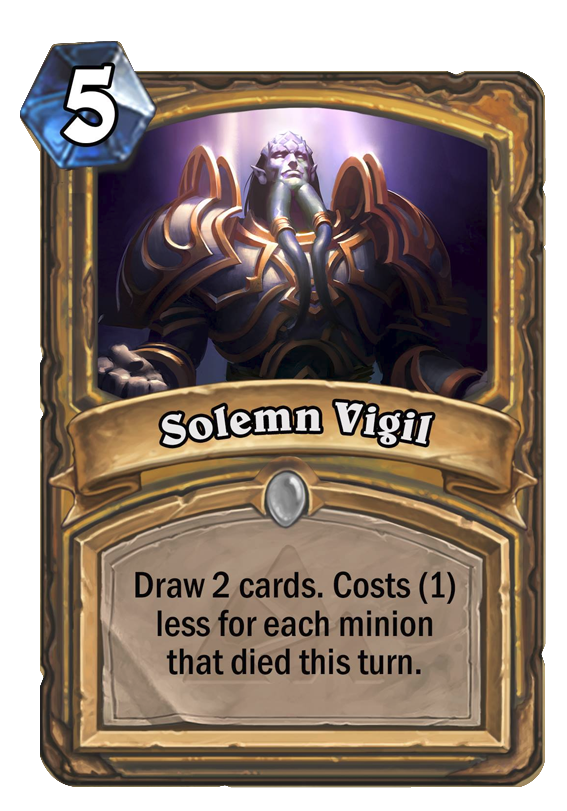 5
Solemn Vigil
Draw 2 cards. Costs (1)
less for each minion
that died this turn.